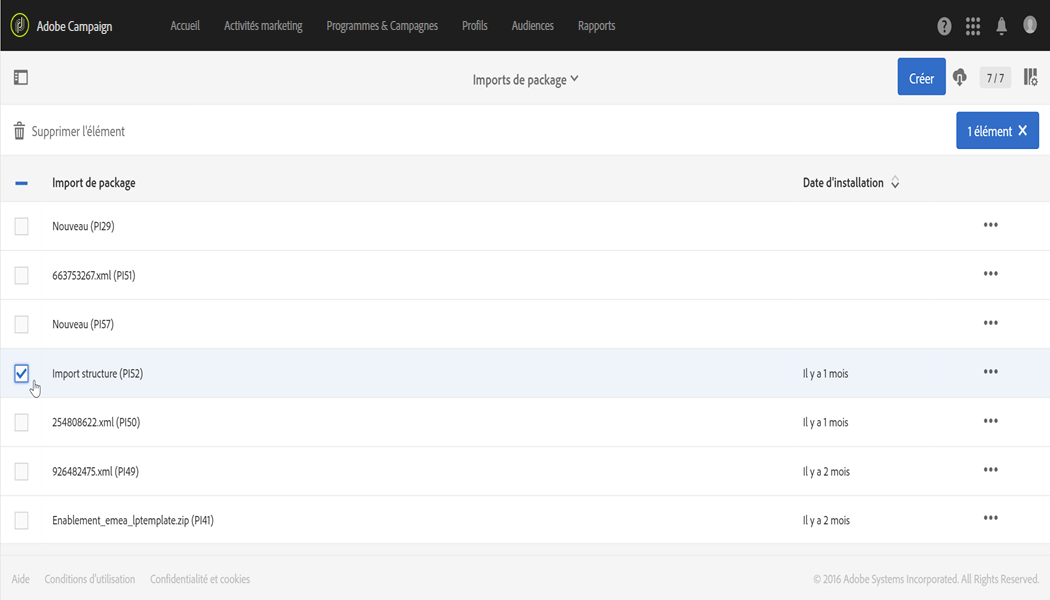 Adobe Campaign Accueil Activités marketing Programmes & Campagnes Profils Audiences Rapports ?
Imports de package Créer 7 / 7
Supprimer l'élément 1 élément X
Import de package Date d'installation
Nouveau (PI29)
663753267.xml (PI51)
Nouveau (PI57)
Import structure (PI52) Il y a 1 mois
254808622.xml (PI50) Il y a 1 mois
926482475.xml (PI49) Il y a 2 mois
Enablement_emea_lptemplate.zip (PI41) Il y a 2 mois
Aide Conditions d'utilisation Confidentialité et cookies © 2016 Adobe Systems Incorporated. All Rights Reserved.